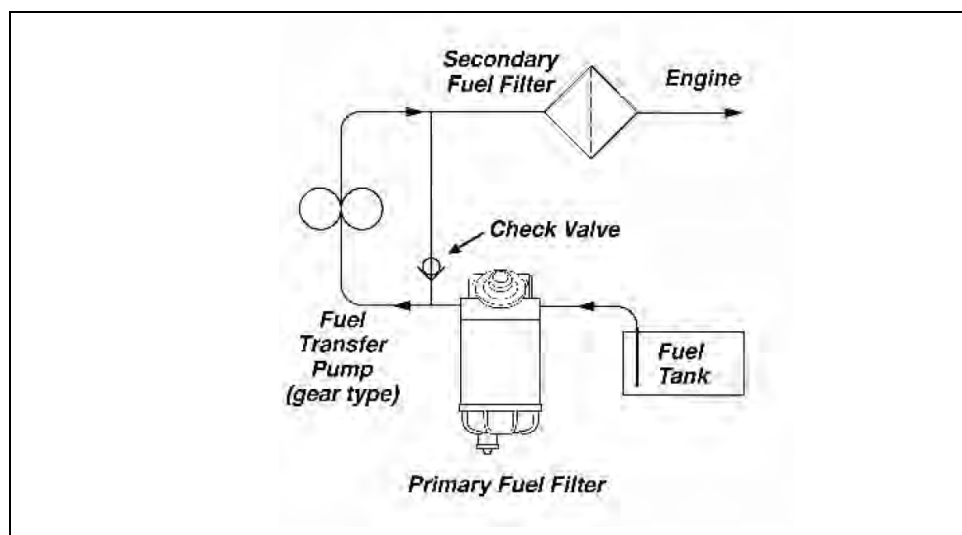 Secondary
Fuel Filter
Engine
Check Valve
Fuel
Transfer
Pump
(gear type)
Fuel
Tank
Primary Fuel Filter